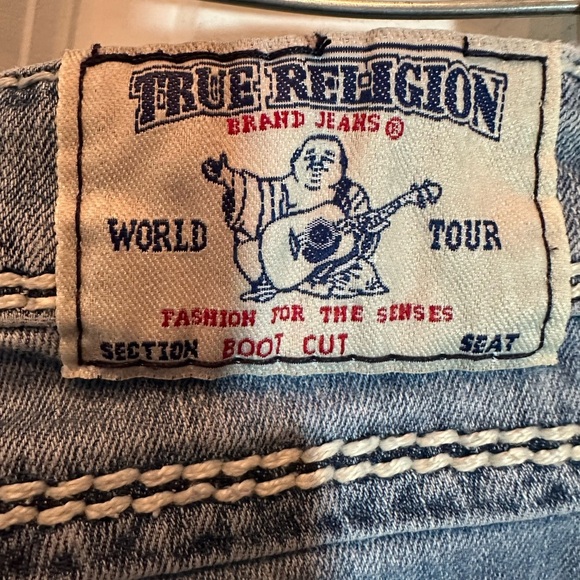 TRUE RELIGION
BRAND JEANS®
WORLD TOUR
FASHION FOR THE SENSES
SECTION BOOT CUT SEAT